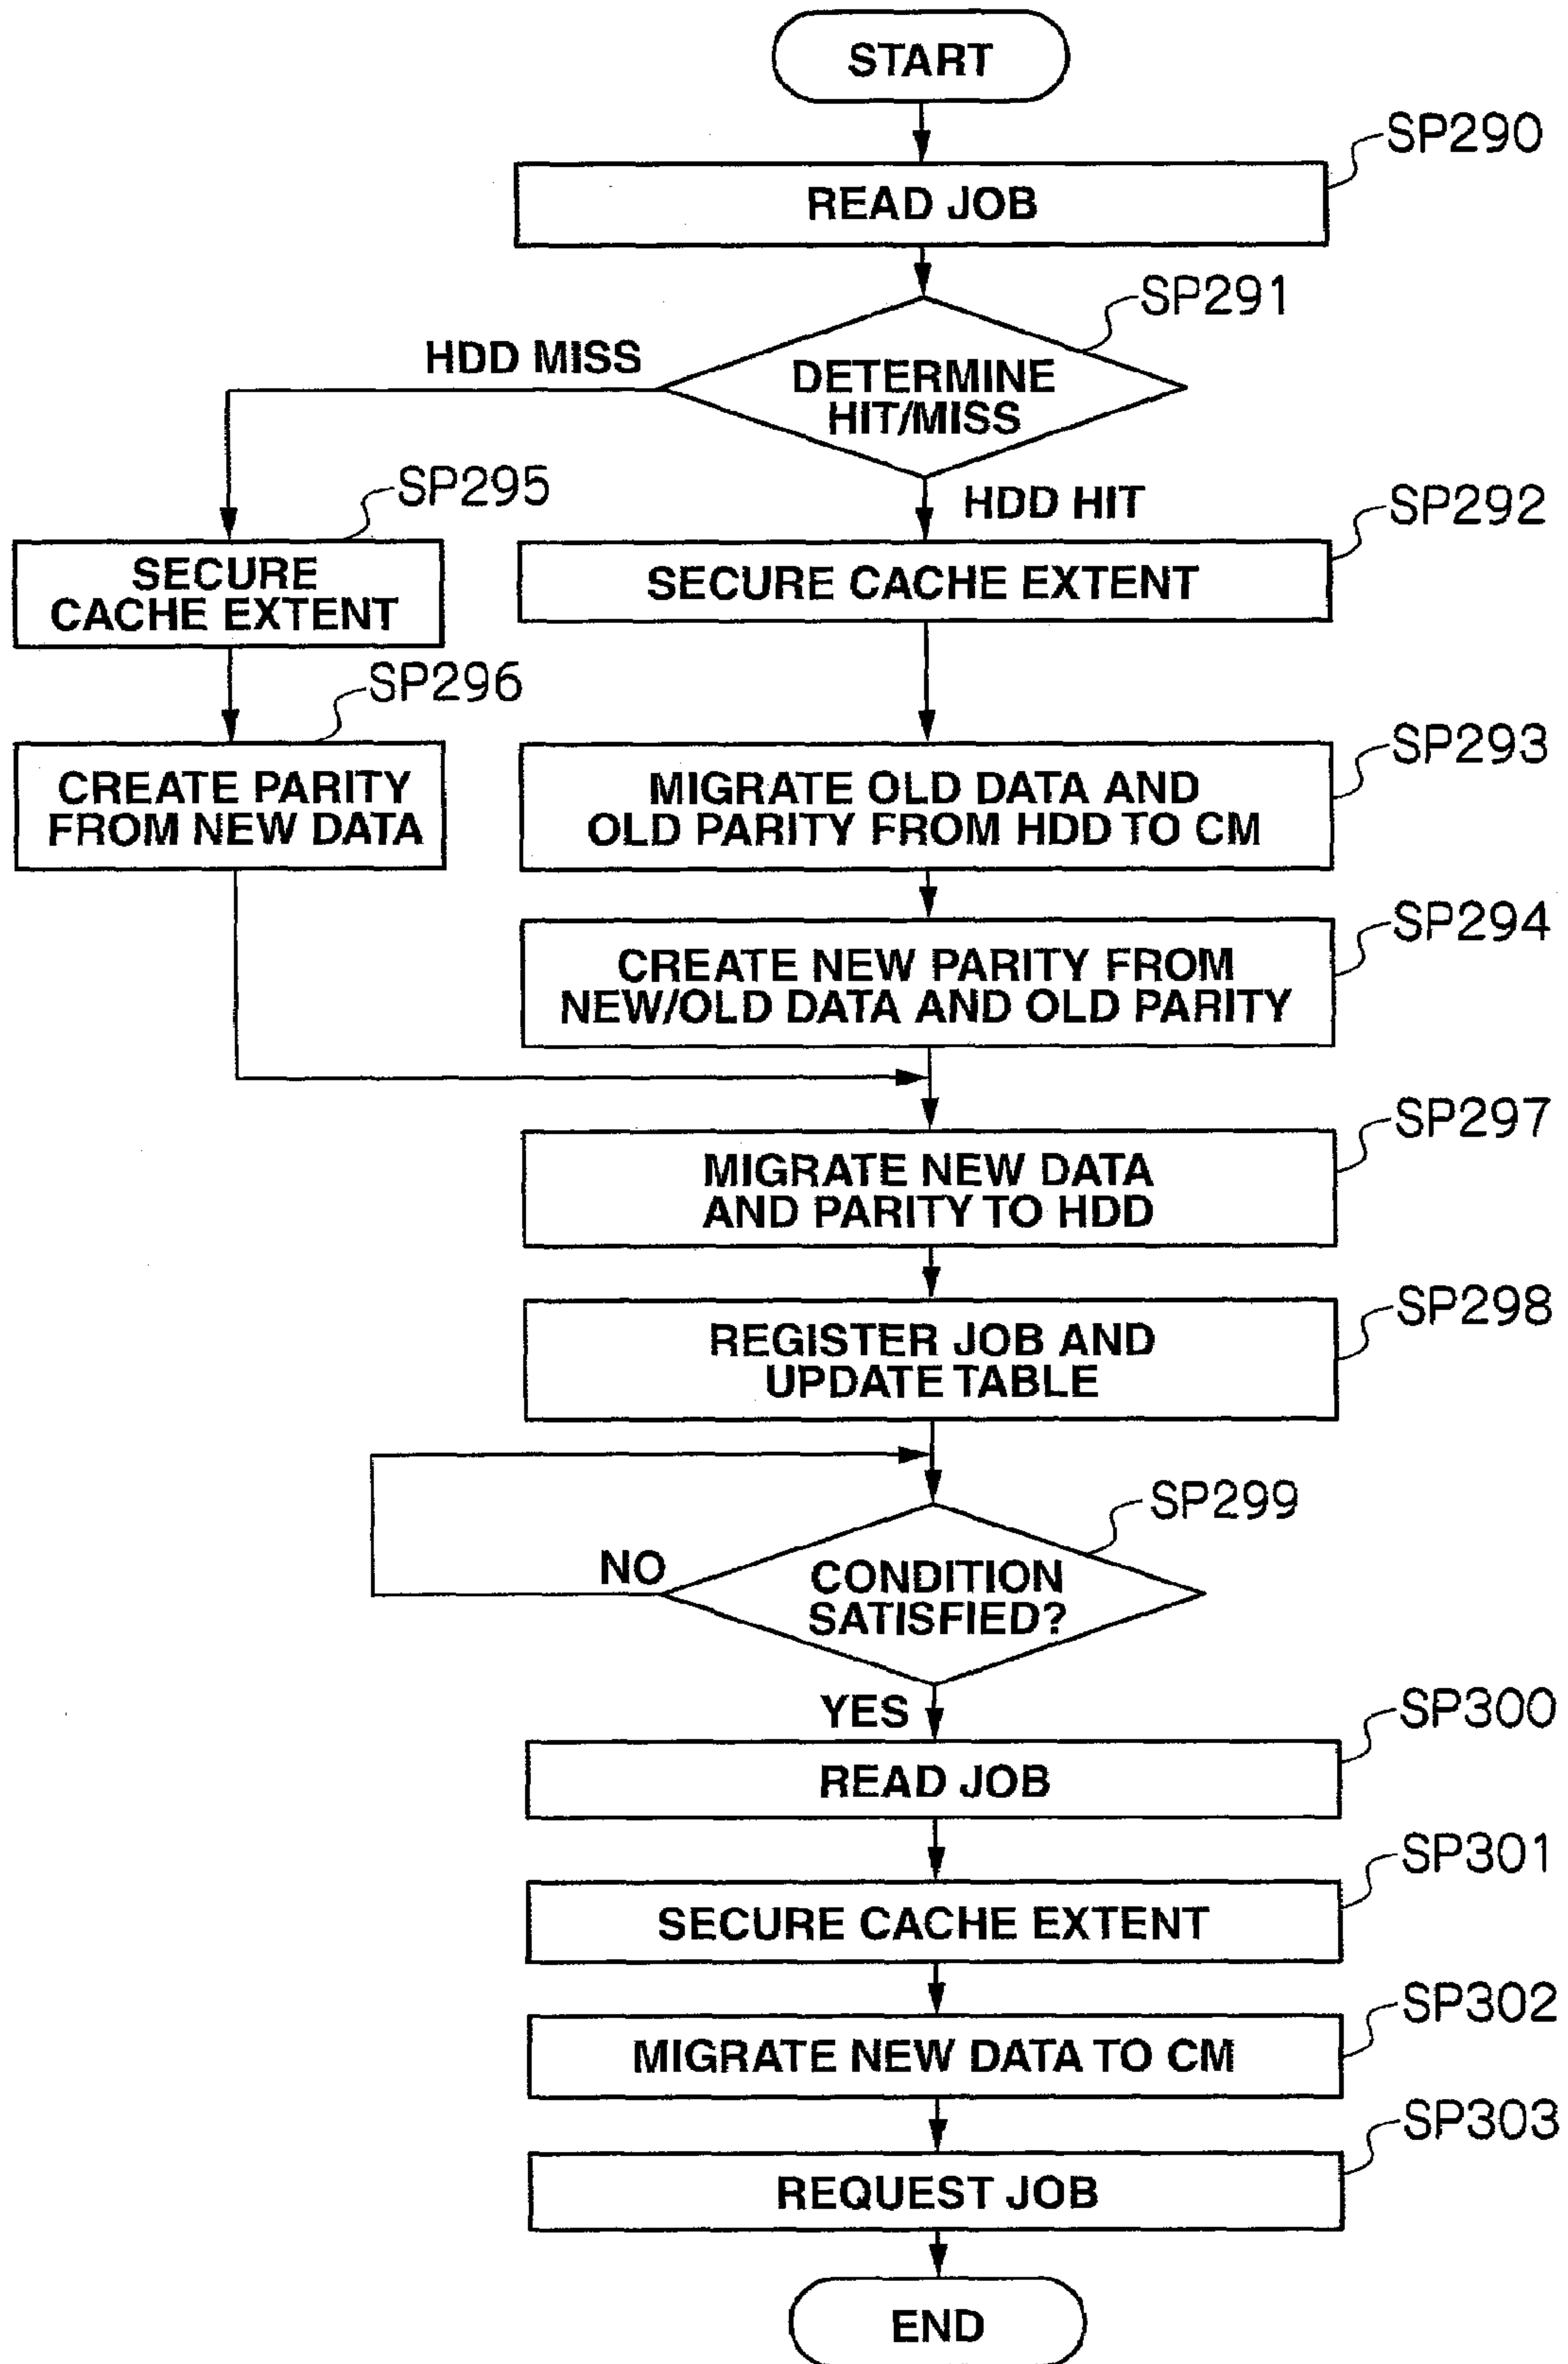 START
SP290
READ JOB
SP291
HDD MISS
DETERMINE
HIT/MISS
SP295
HDD HIT
SP292
SECURE
CACHE EXTENT
SECURE CACHE EXTENT
SP296
SP293
CREATE PARITY
FROM NEW DATA
MIGRATE OLD DATA AND
OLD PARITY FROM HDD TO CM
SP294
CREATE NEW PARITY FROM
NEW/OLD DATA AND OLD PARITY
SP297
MIGRATE NEW DATA
AND PARITY TO HDD
SP298
REGISTER JOB AND
UPDATE TABLE
SP299
NO
CONDITION
SATISFIED?
YES
SP300
READ JOB
SP301
SECURE CACHE EXTENT
SP302
MIGRATE NEW DATA TO CM
SP303
REQUEST JOB
END